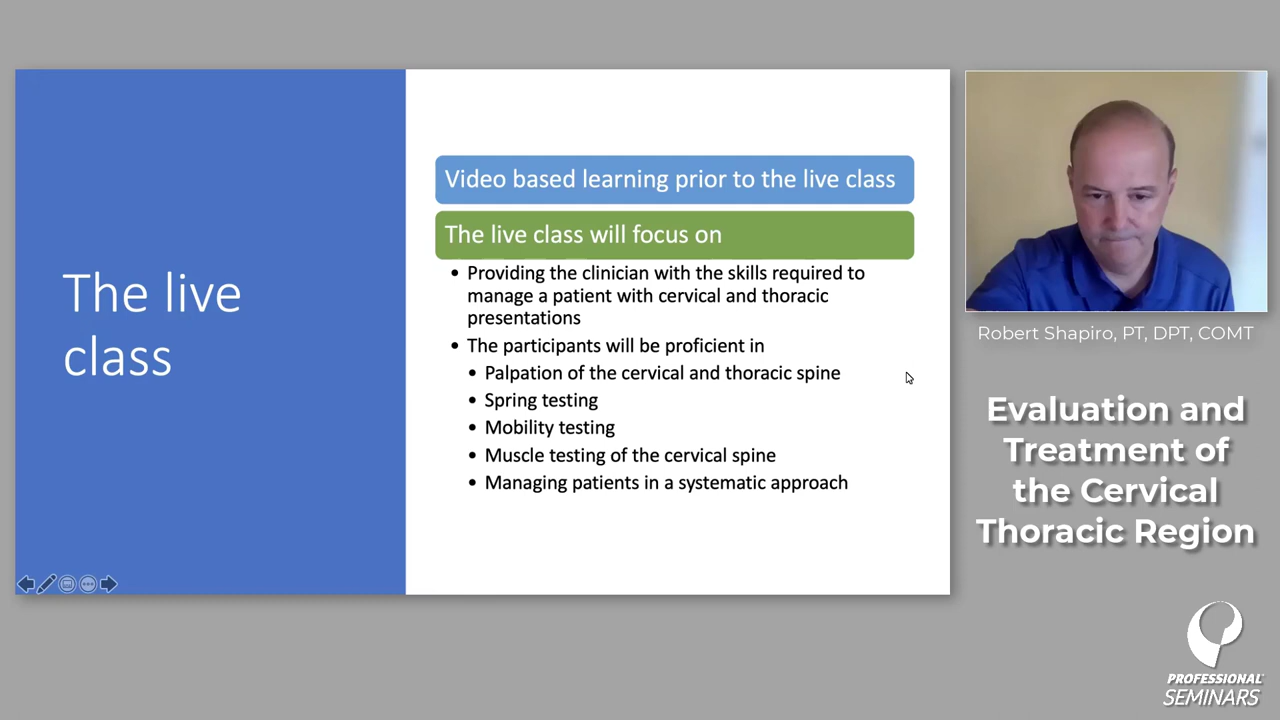 The live
class
Video based learning prior to the live class
The live class will focus on
• Providing the clinician with the skills required to
manage a patient with cervical and thoracic
presentations
• The participants will be proficient in
• Palpation of the cervical and thoracic spine
• Spring testing
• Mobility testing
• Muscle testing of the cervical spine
• Managing patients in a systematic approach
Robert Shapiro, PT, DPT, COMT
Evaluation and
Treatment of
the Cervical
Thoracic Region
PROFESSIONAL
SEMINARS